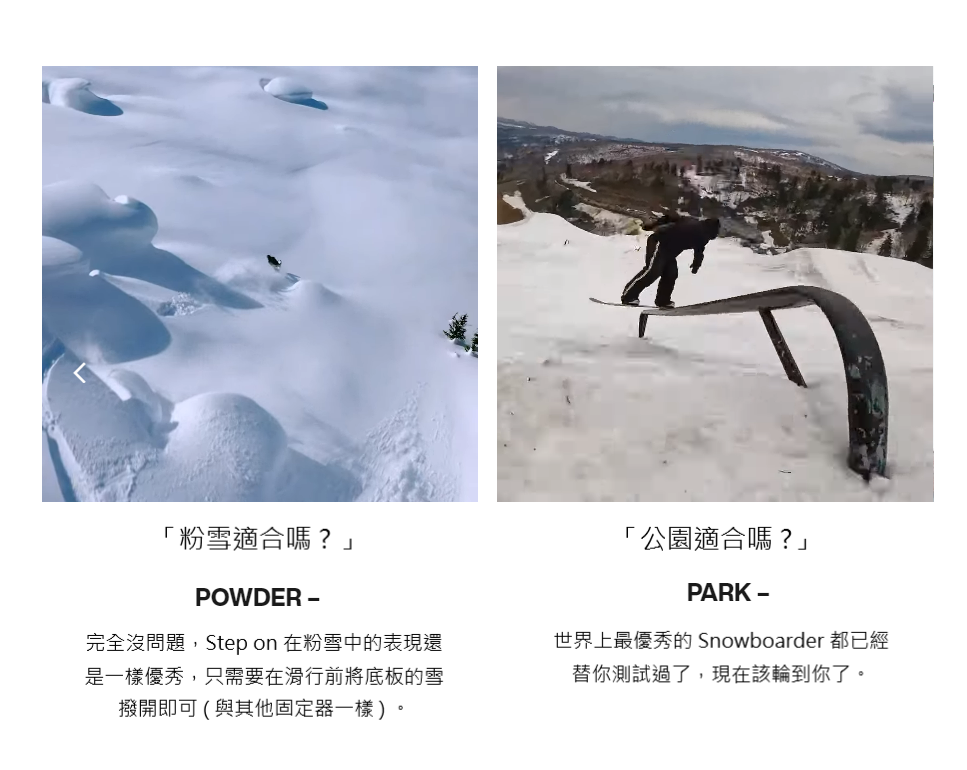 「粉雪適合嗎？」
POWDER –
完全沒問題，Step on 在粉雪中的表現還
是一樣優秀，只需要在滑行前將底板的雪
撥開即可 ( 與其他固定器一樣 ) 。
「公園適合嗎？」
PARK –
世界上最優秀的 Snowboarder 都已經
替你測試過了，現在該輪到你了。